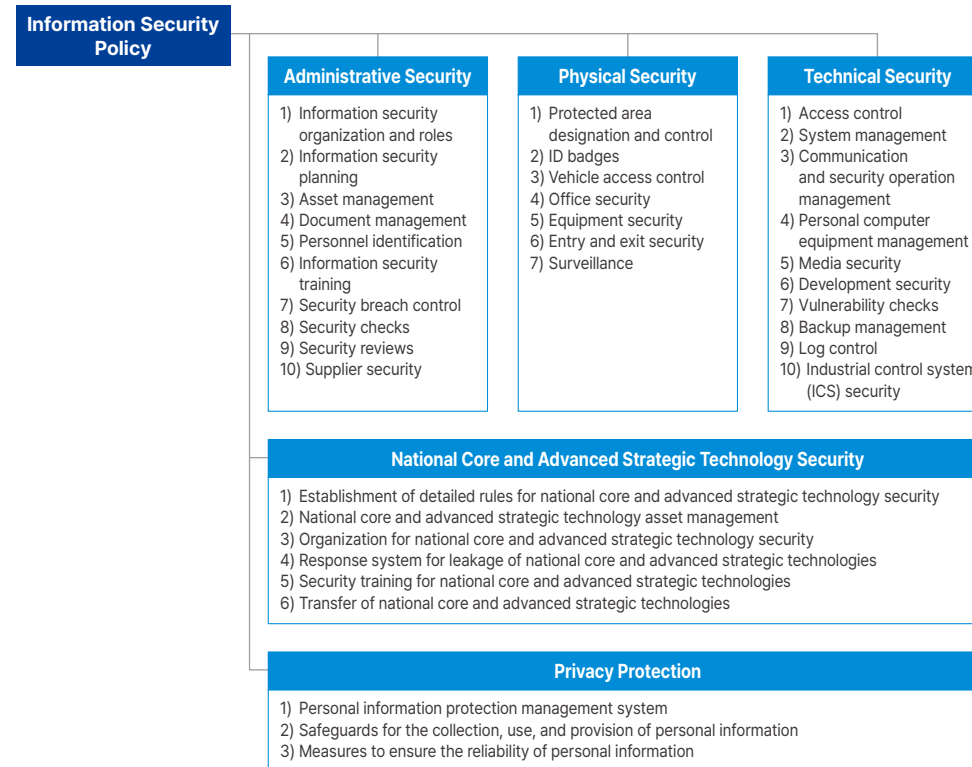 Information Security
Policy
Administrative Security
1) Information security
organization and roles
2) Information security
planning
3) Asset management
4) Document management
5) Personnel identification
6) Information security
training
7) Security breach control
8) Security checks
9) Security reviews
10) Supplier security
Physical Security
1) Protected area
designation and control
2) ID badges
3) Vehicle access control
4) Office security
5) Equipment security
6) Entry and exit security
7) Surveillance
Technical Security
1) Access control
2) System management
3) Communication
and security operation
management
4) Personal computer
equipment management
5) Media security
6) Development security
7) Vulnerability checks
8) Backup management
9) Log control
10) Industrial control system
(ICS) security
National Core and Advanced Strategic Technology Security
1) Establishment of detailed rules for national core and advanced strategic technology security
2) National core and advanced strategic technology asset management
3) Organization for national core and advanced strategic technology security
4) Response system for leakage of national core and advanced strategic technologies
5) Security training for national core and advanced strategic technologies
6) Transfer of national core and advanced strategic technologies
Privacy Protection
1) Personal information protection management system
2) Safeguards for the collection, use, and provision of personal information
3) Measures to ensure the reliability of personal information